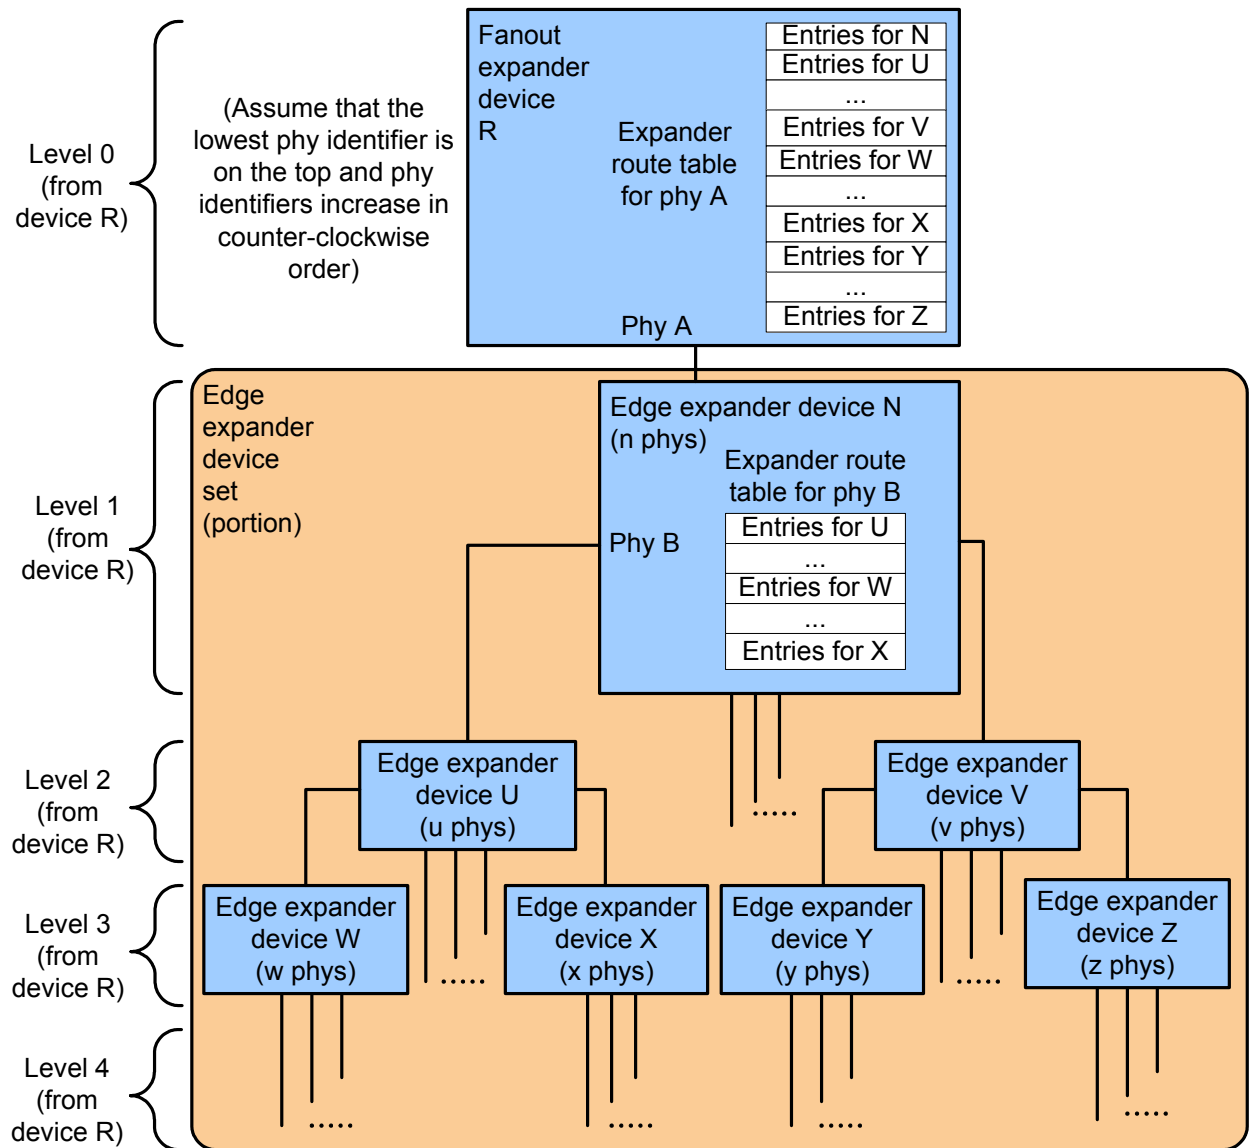 Fanout
expander
device
R
Entries for N
Entries for U
...
Entries for V
Entries for W
...
Entries for X
Entries for Y
...
Entries for Z
Expander
route table
for phy A
Phy A
Level 0
(from
device R)
(Assume that the
lowest phy identifier is
on the top and phy
identifiers increase in
counter-clockwise
order)
Edge
expander
device
set
(portion)
Level 1
(from
device R)
Edge expander device N
(n phys)
Expander route
table for phy B
Phy B
Entries for U
...
Entries for W
...
Entries for X
Level 2
(from
device R)
Edge expander
device U
(u phys)
.....
Edge expander
device V
(v phys)
Level 3
(from
device R)
Edge expander
device W
(w phys)
.....
Edge expander
device X
(x phys)
Edge expander
device Y
(y phys)
.....
Edge expander
device Z
(z phys)
Level 4
(from
device R)
.....
.....
.....
.....